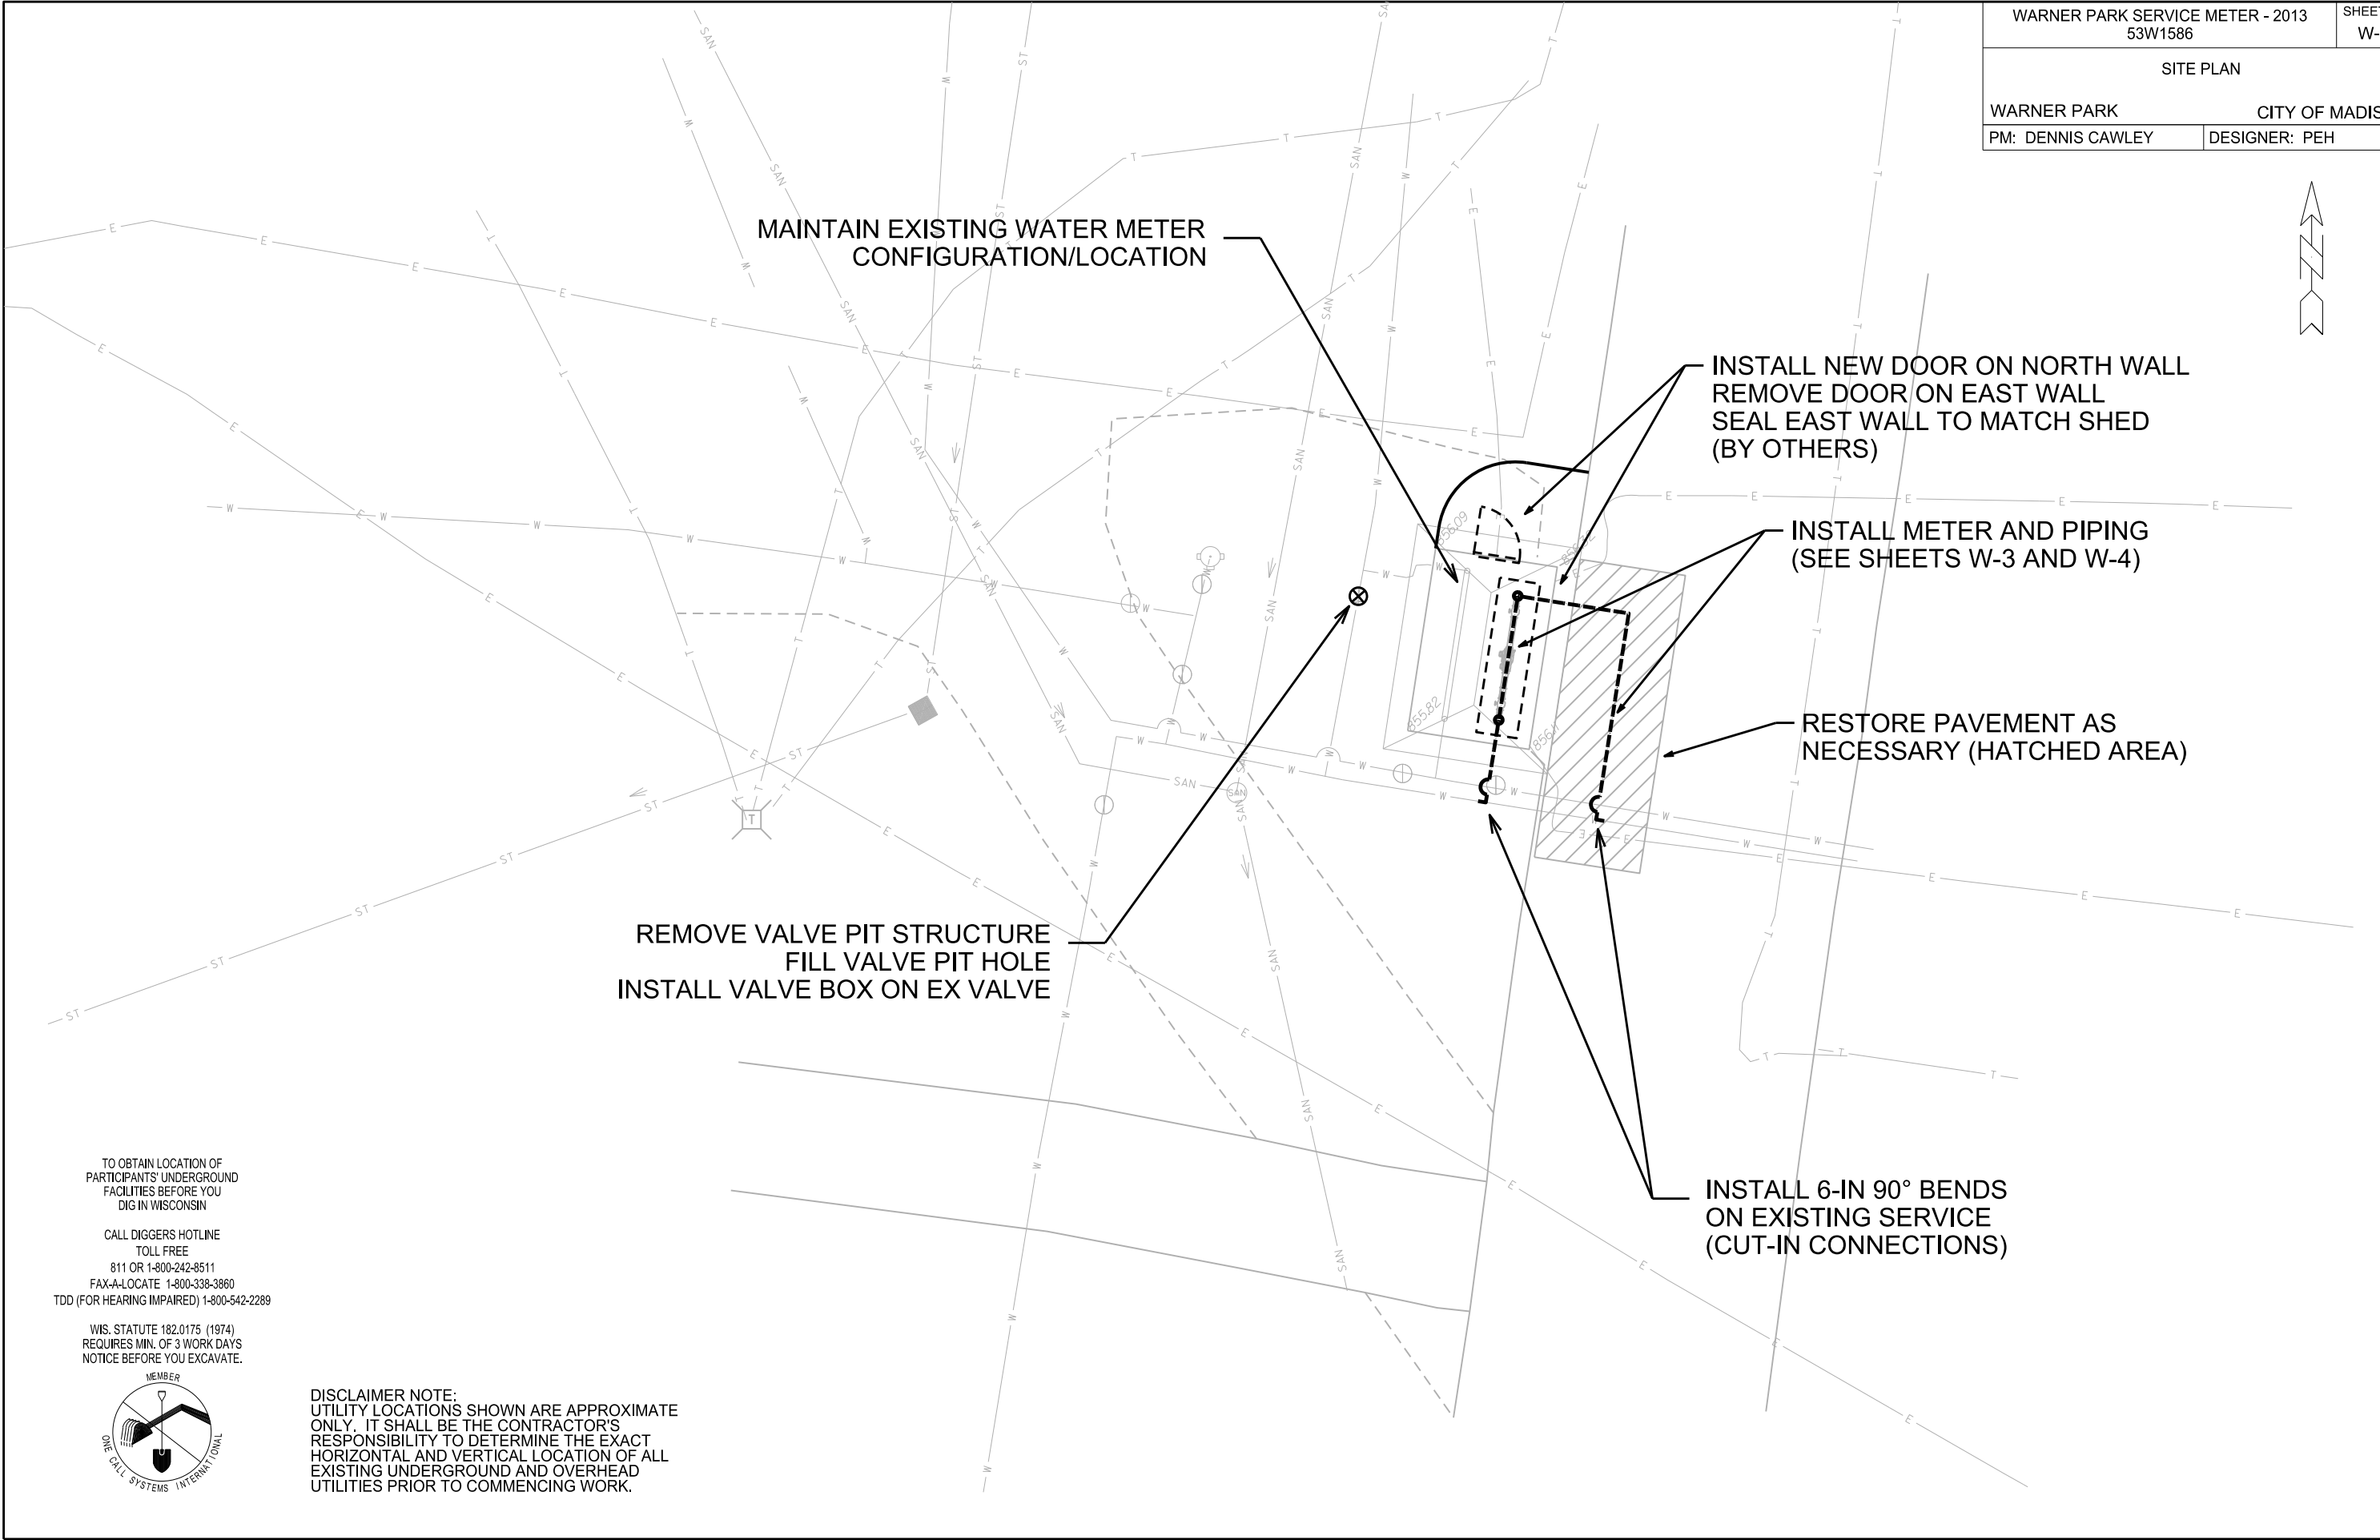 WARNER PARK SERVICE METER - 2013
53W1586
SITE PLAN
WARNER PARK
PM: DENNIS CAWLEY
DESIGNER: PEH
CITY OF
MAINTAIN EXISTING WATER METER
CONFIGURATION/LOCATION
INSTALL NEW DOOR ON NORTH WALL
REMOVE DOOR ON EAST WALL
SEAL EAST WALL TO MATCH SHED
(BY OTHERS)
INSTALL METER AND PIPING
(SEE SHEETS W-3 AND W-4)
RESTORE PAVEMENT AS
NECESSARY (HATCHED AREA)
856.09
855.82
REMOVE VALVE PIT STRUCTURE
FILL VALVE PIT HOLE
INSTALL VALVE BOX ON EX VALVE
INSTALL 6-IN 90° BENDS
ON EXISTING SERVICE
(CUT-IN CONNECTIONS)
TO OBTAIN LOCATION OF
PARTICIPANTS' UNDERGROUND
FACILITIES BEFORE YOU
DIG IN WISCONSIN
CALL DIGGERS HOTLINE
TOLL FREE
811 OR 1-800-242-8511
FAX-A-LOCATE 1-800-338-3860
TDD (FOR HEARING IMPAIRED) 1-800-542-2289
WIS. STATUTE 182.0175 (1974)
REQUIRES MIN. OF 3 WORK DAYS
NOTICE BEFORE YOU EXCAVATE.
MEMBER
ONE CALL SYSTEMS INTERNATIONAL
DISCLAIMER NOTE:
UTILITY LOCATIONS SHOWN ARE APPROXIMATE
ONLY. IT SHALL BE THE CONTRACTOR'S
RESPONSIBILITY TO DETERMINE THE EXACT
HORIZONTAL AND VERTICAL LOCATION OF ALL
EXISTING UNDERGROUND AND OVERHEAD
UTILITIES PRIOR TO COMMENCING WORK.